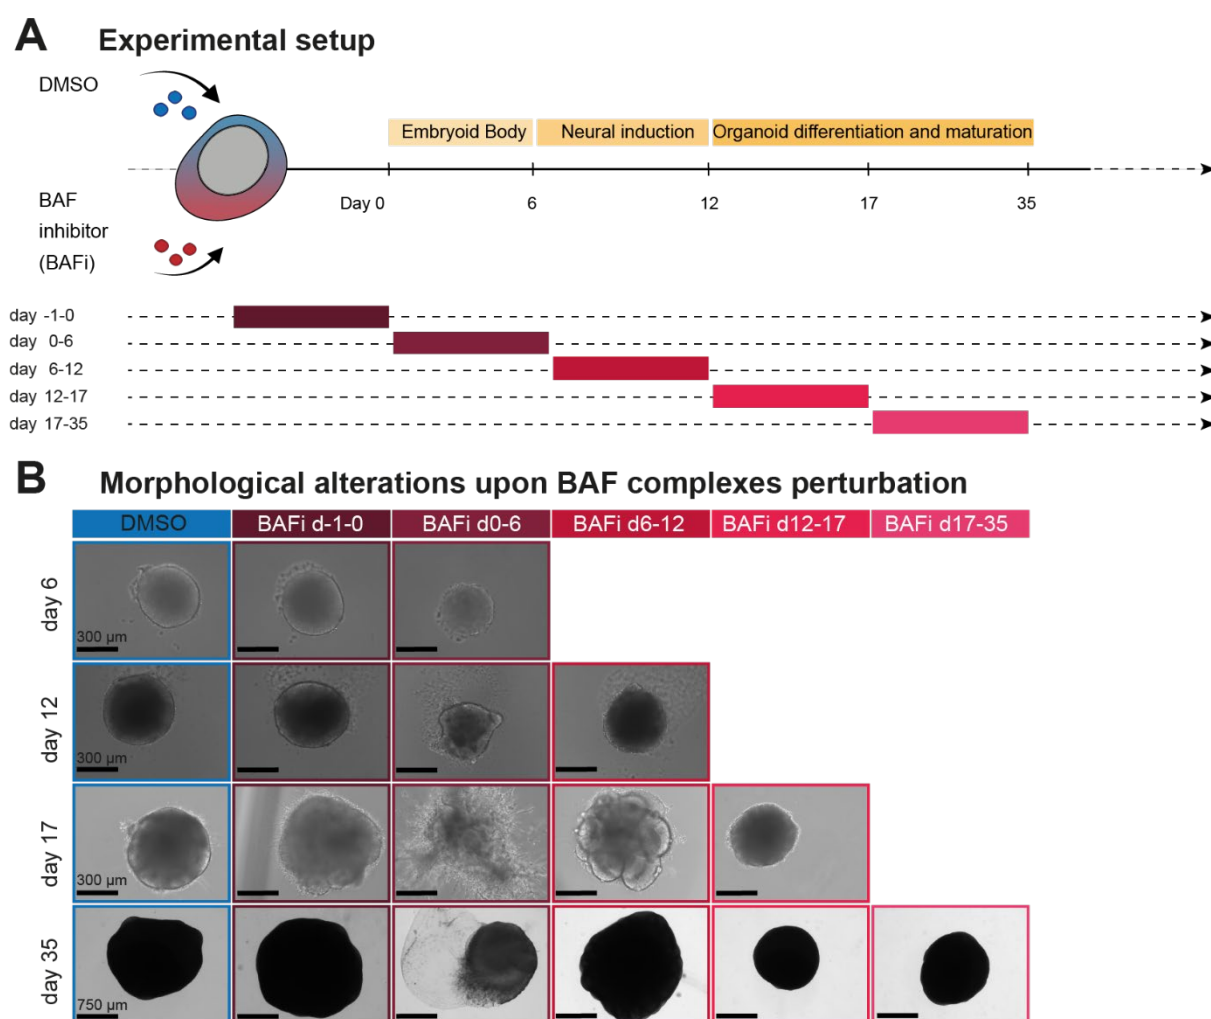 A Experimental setup
DMSO
Embryoid Body Neural induction Organoid differentiation and maturation
BAF
inhibitor
(BAFi)
Day 0 6 12 17 35
day -1-0
day 0-6
day 6-12
day 12-17
day 17-35
B Morphological alterations upon BAF complexes perturbation
DMSO BAFi d-1-0 BAFi d0-6 BAFi d6-12 BAFi d12-17 BAFi d17-35
day 6
300 µm
day 12
300 µm
day 17
300 µm
day 35
750 µm